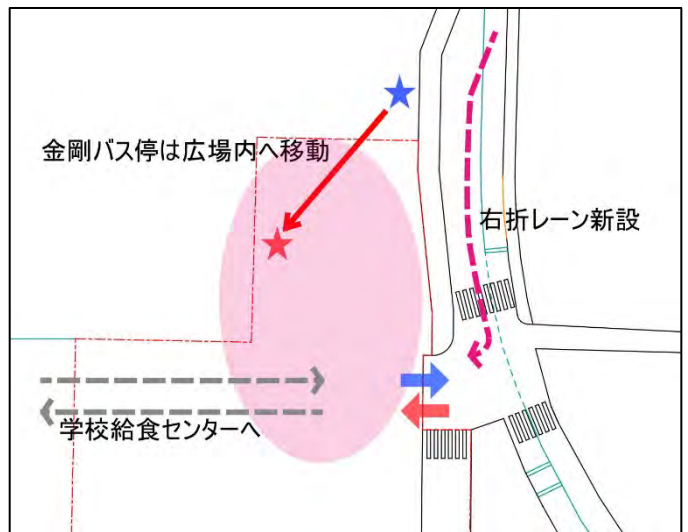 金剛バス停は広場内へ移動
右折レーン新設
学校給食センターへ